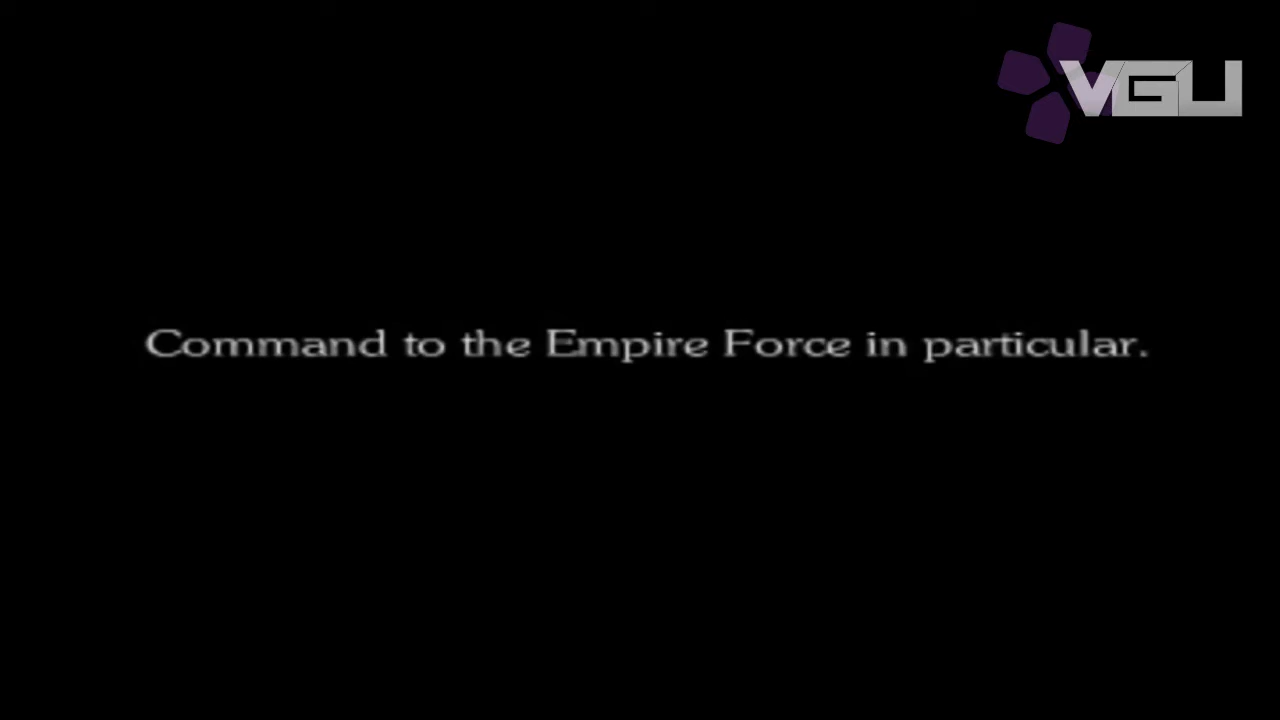 VGU
Command to the Empire Force in particular.